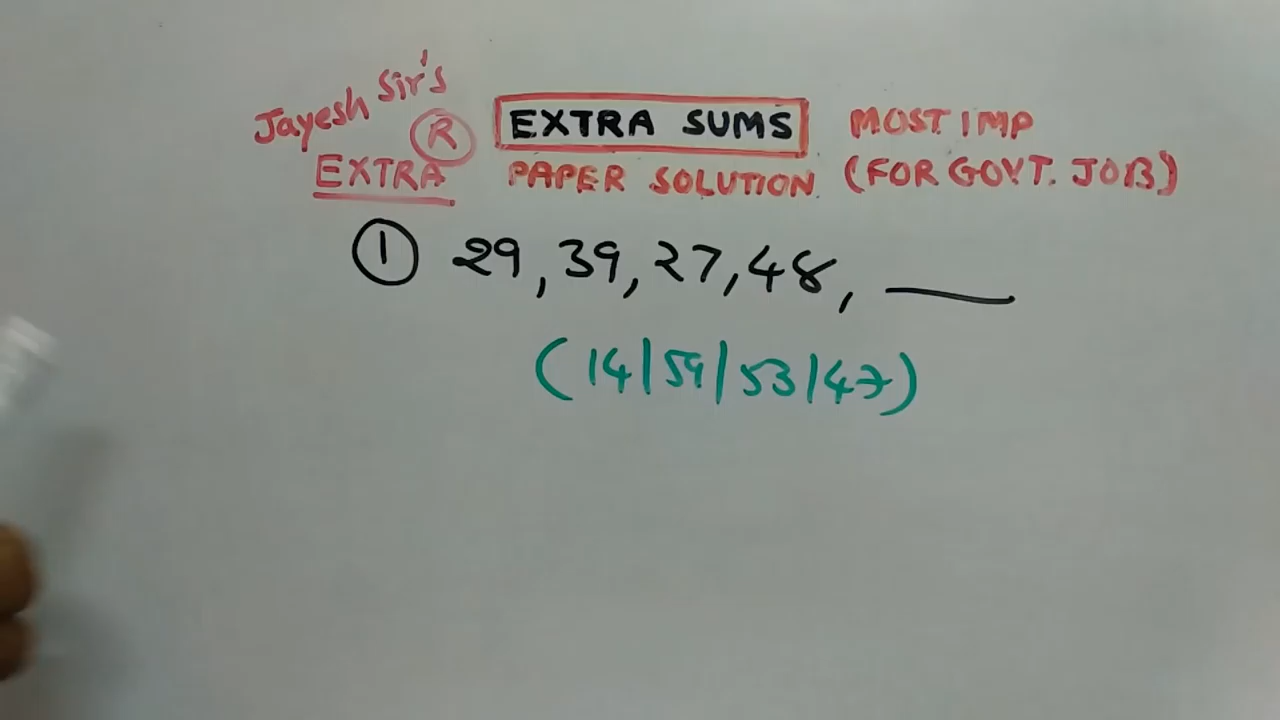 Jayesh Sir's
EXTRA R
EXTRA SUMS
PAPER SOLUTION
MOST IMP
(FOR GOVT. JOB)
1 29, 39, 27, 48, ____
(14|59|53|47)